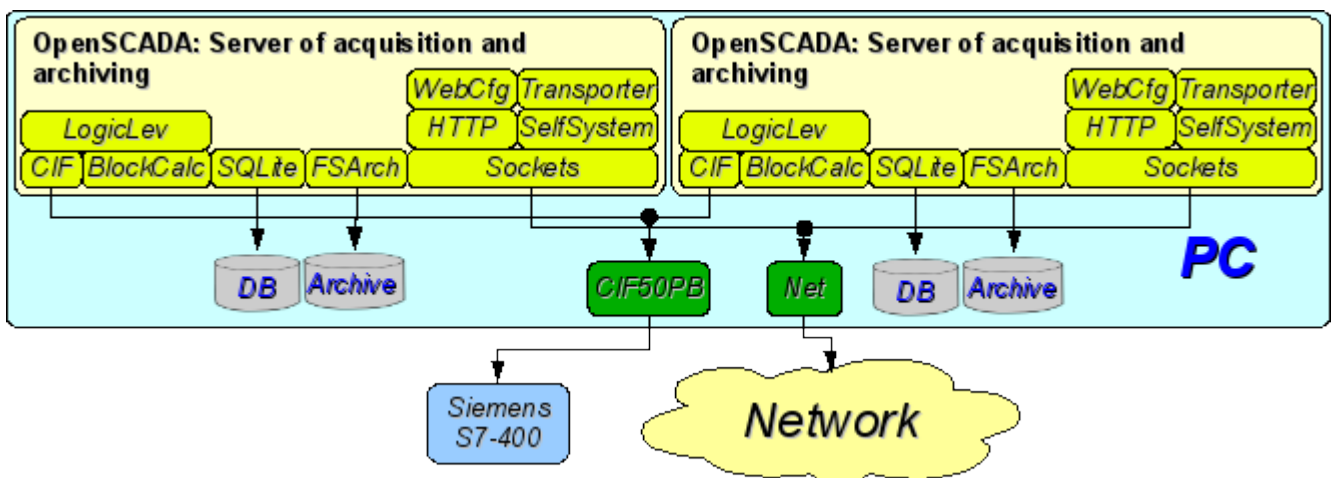 OpenSCADA: Server of acquisition and
archiving
WebCfg Transporter
LogicLev HTTP SelfSystem
CIF BlockCalc SQLite FSArch Sockets
OpenSCADA: Server of acquisition and
archiving
WebCfg Transporter
LogicLev HTTP SelfSystem
CIF BlockCalc SQLite FSArch Sockets
PC
DB Archive CIF50PB Net DB Archive
Siemens
S7-400
Network